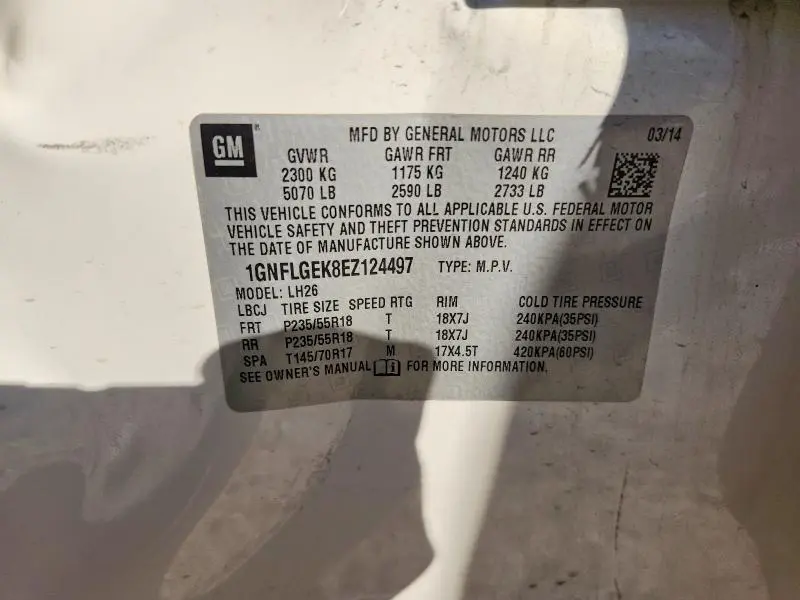 GM
MFD BY GENERAL MOTORS LLC 03/14
GVWR GAWR FRT GAWR RR
2300 KG 1175 KG 1240 KG
5070 LB 2590 LB 2733 LB
THIS VEHICLE CONFORMS TO ALL APPLICABLE U.S. FEDERAL MOTOR
VEHICLE SAFETY AND THEFT PREVENTION STANDARDS IN EFFECT ON
THE DATE OF MANUFACTURE SHOWN ABOVE.
1GNFLGEK8EZ124497 TYPE: M.P.V.
MODEL: LH26
LBCJ TIRE SIZE SPEED RTG RIM COLD TIRE PRESSURE
FRT P235/55R18 T 18X7J 240KPA(35PSI)
RR P235/55R18 T 18X7J 240KPA(35PSI)
SPA T145/70R17 M 17X4.5T 420KPA(60PSI)
SEE OWNER'S MANUAL FOR MORE INFORMATION.